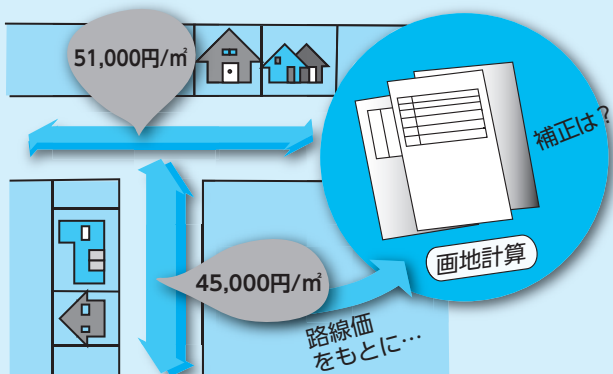 51,000円/㎡
補正は？
画地計算
45,000円/㎡
路線価
をもとに…